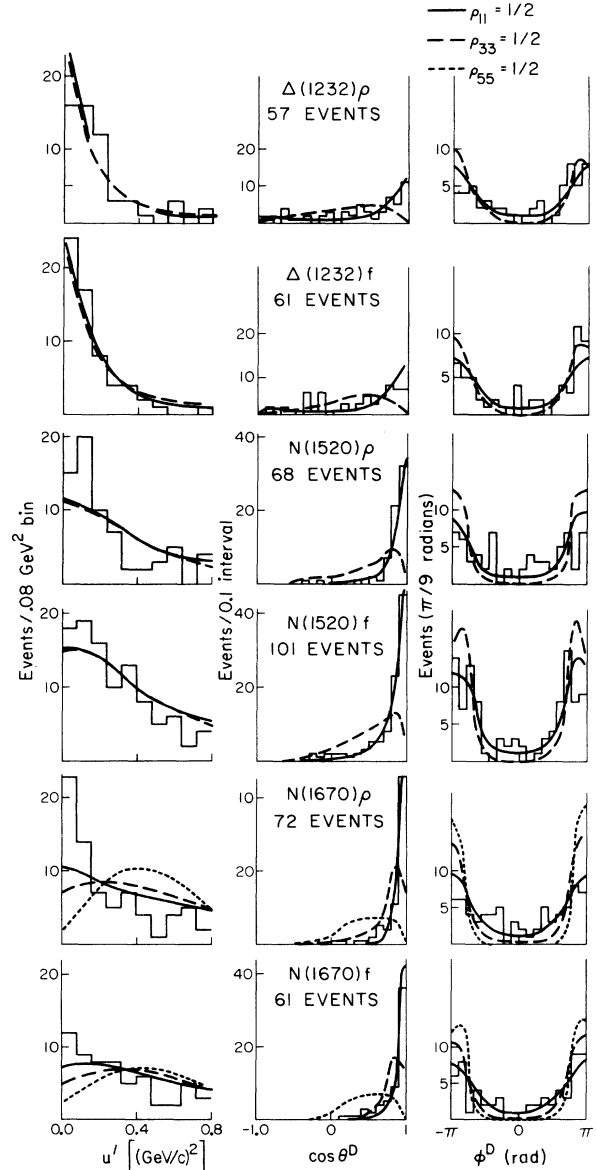 ρ11 = 1/2
ρ33 = 1/2
ρ55 = 1/2
20
10
Δ(1232)ρ
57 EVENTS
20
10
10
5
20
10
Δ(1232)f
61 EVENTS
20
10
10
5
20
10
N(1520)ρ
68 EVENTS
40
20
10
5
Events/.08 GeV² bin
Events/0.1 interval
Events(π/9 radians)
20
10
N(1520)f
101 EVENTS
40
20
10
5
20
10
N(1670)ρ
72 EVENTS
10
20
10
5
20
10
N(1670)f
61 EVENTS
40
20
10
5
0.0
0.4
0.8
-1.0
0
1
-π
0
π
u' [(GeV/c)²]
cos θᴰ
φᴰ (rad)